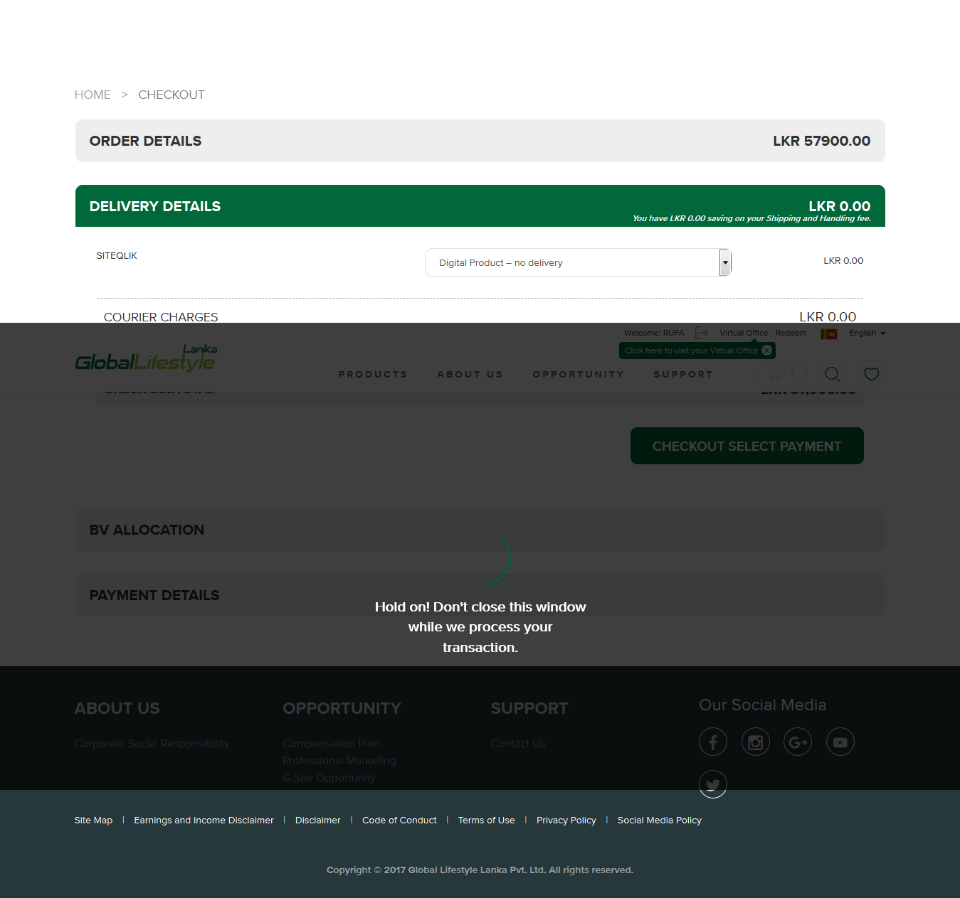 HOME > CHECKOUT
ORDER DETAILS LKR 57900.00
DELIVERY DETAILS LKR 0.00
You have LKR 0.00 saving on your Shipping and Handling fee.
SITEQLIK Digital Product – no delivery LKR 0.00
COURIER CHARGES LKR 0.00
Welcome: RUFA Virtual Office Redeem English
Lanka
GlobalLifestyle
Click here to visit your Virtual Office
PRODUCTS ABOUT US OPPORTUNITY SUPPORT
CHECKOUT SELECT PAYMENT
BV ALLOCATION
PAYMENT DETAILS
Hold on! Don't close this window
while we process your
transaction.
ABOUT US OPPORTUNITY SUPPORT Our Social Media
Corporate Social Responsibility Compensation Plan Contact Us
Professional Marketing
G Star Opportunity
Site Map | Earnings and Income Disclaimer | Disclaimer | Code of Conduct | Terms of Use | Privacy Policy | Social Media Policy
Copyright © 2017 Global Lifestyle Lanka Pvt. Ltd. All rights reserved.